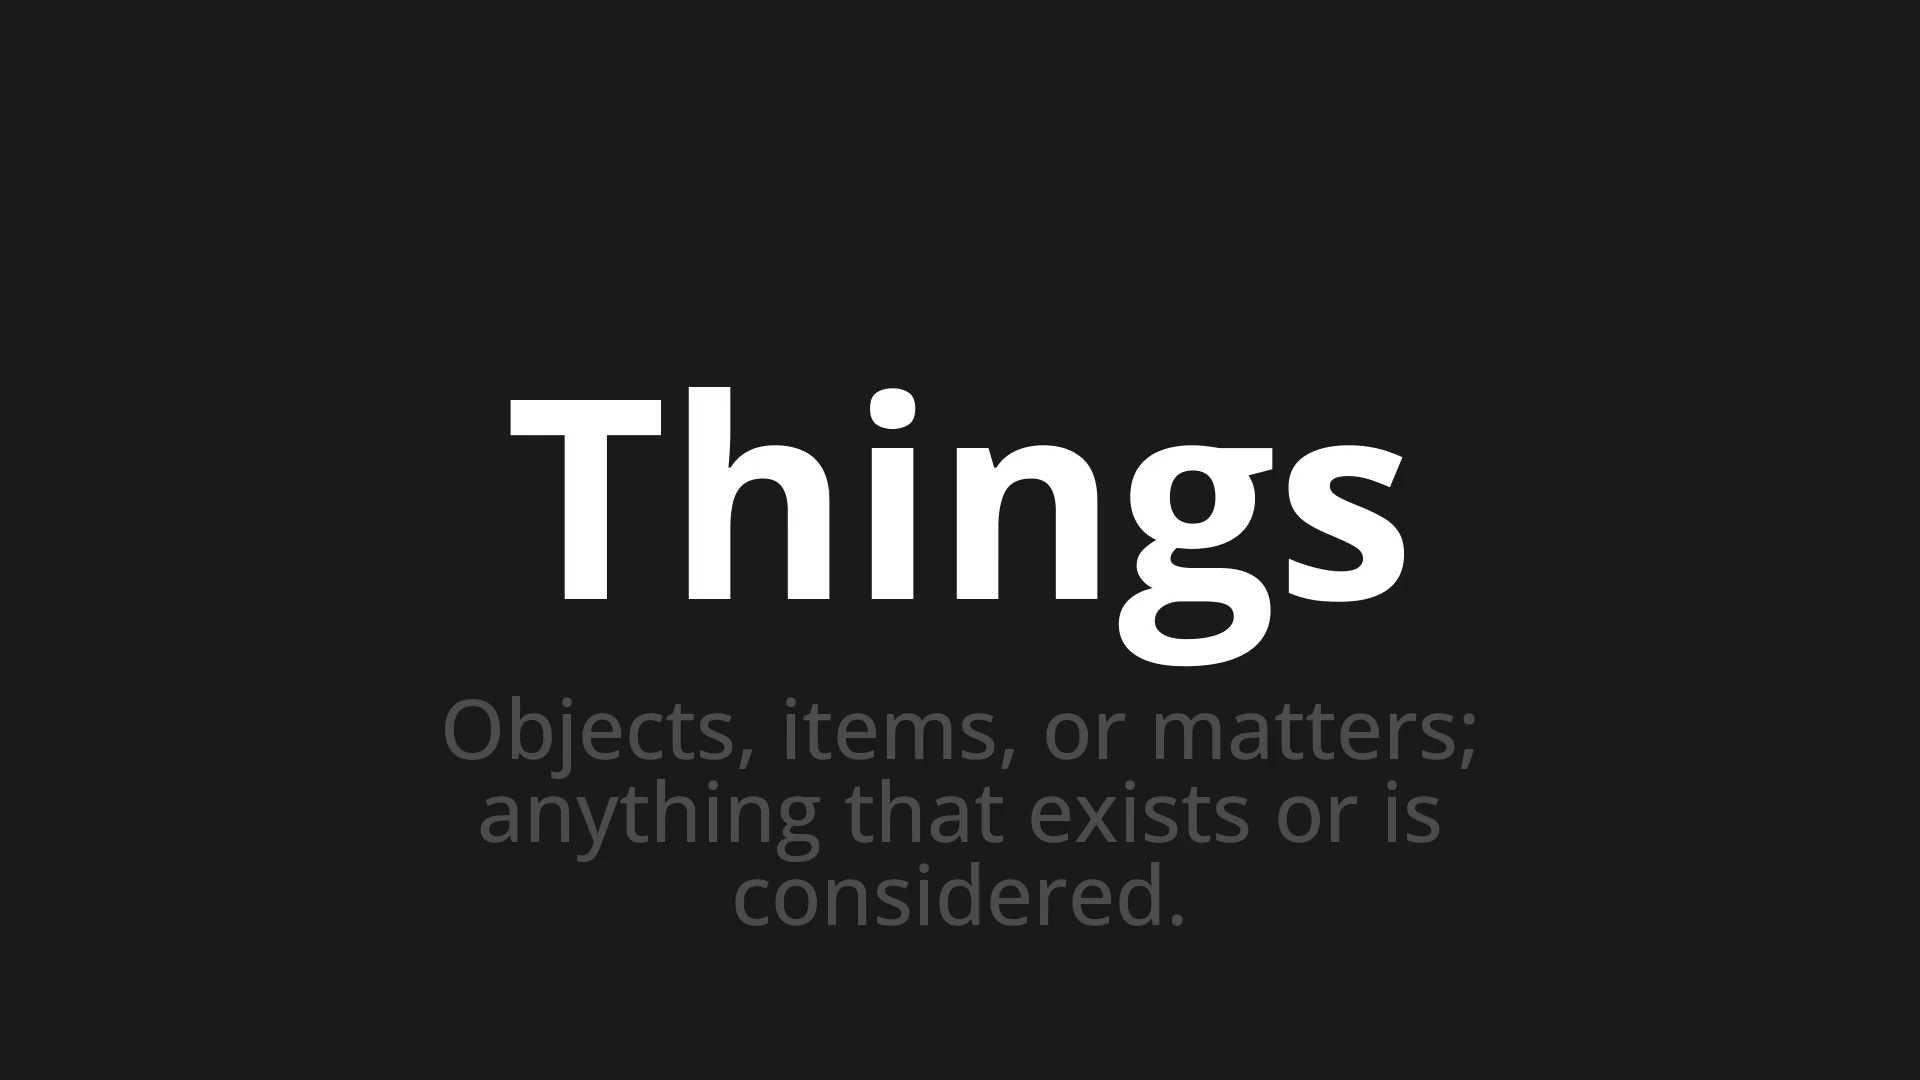 Things
Objects, items, or matters;
anything that exists or is
considered.